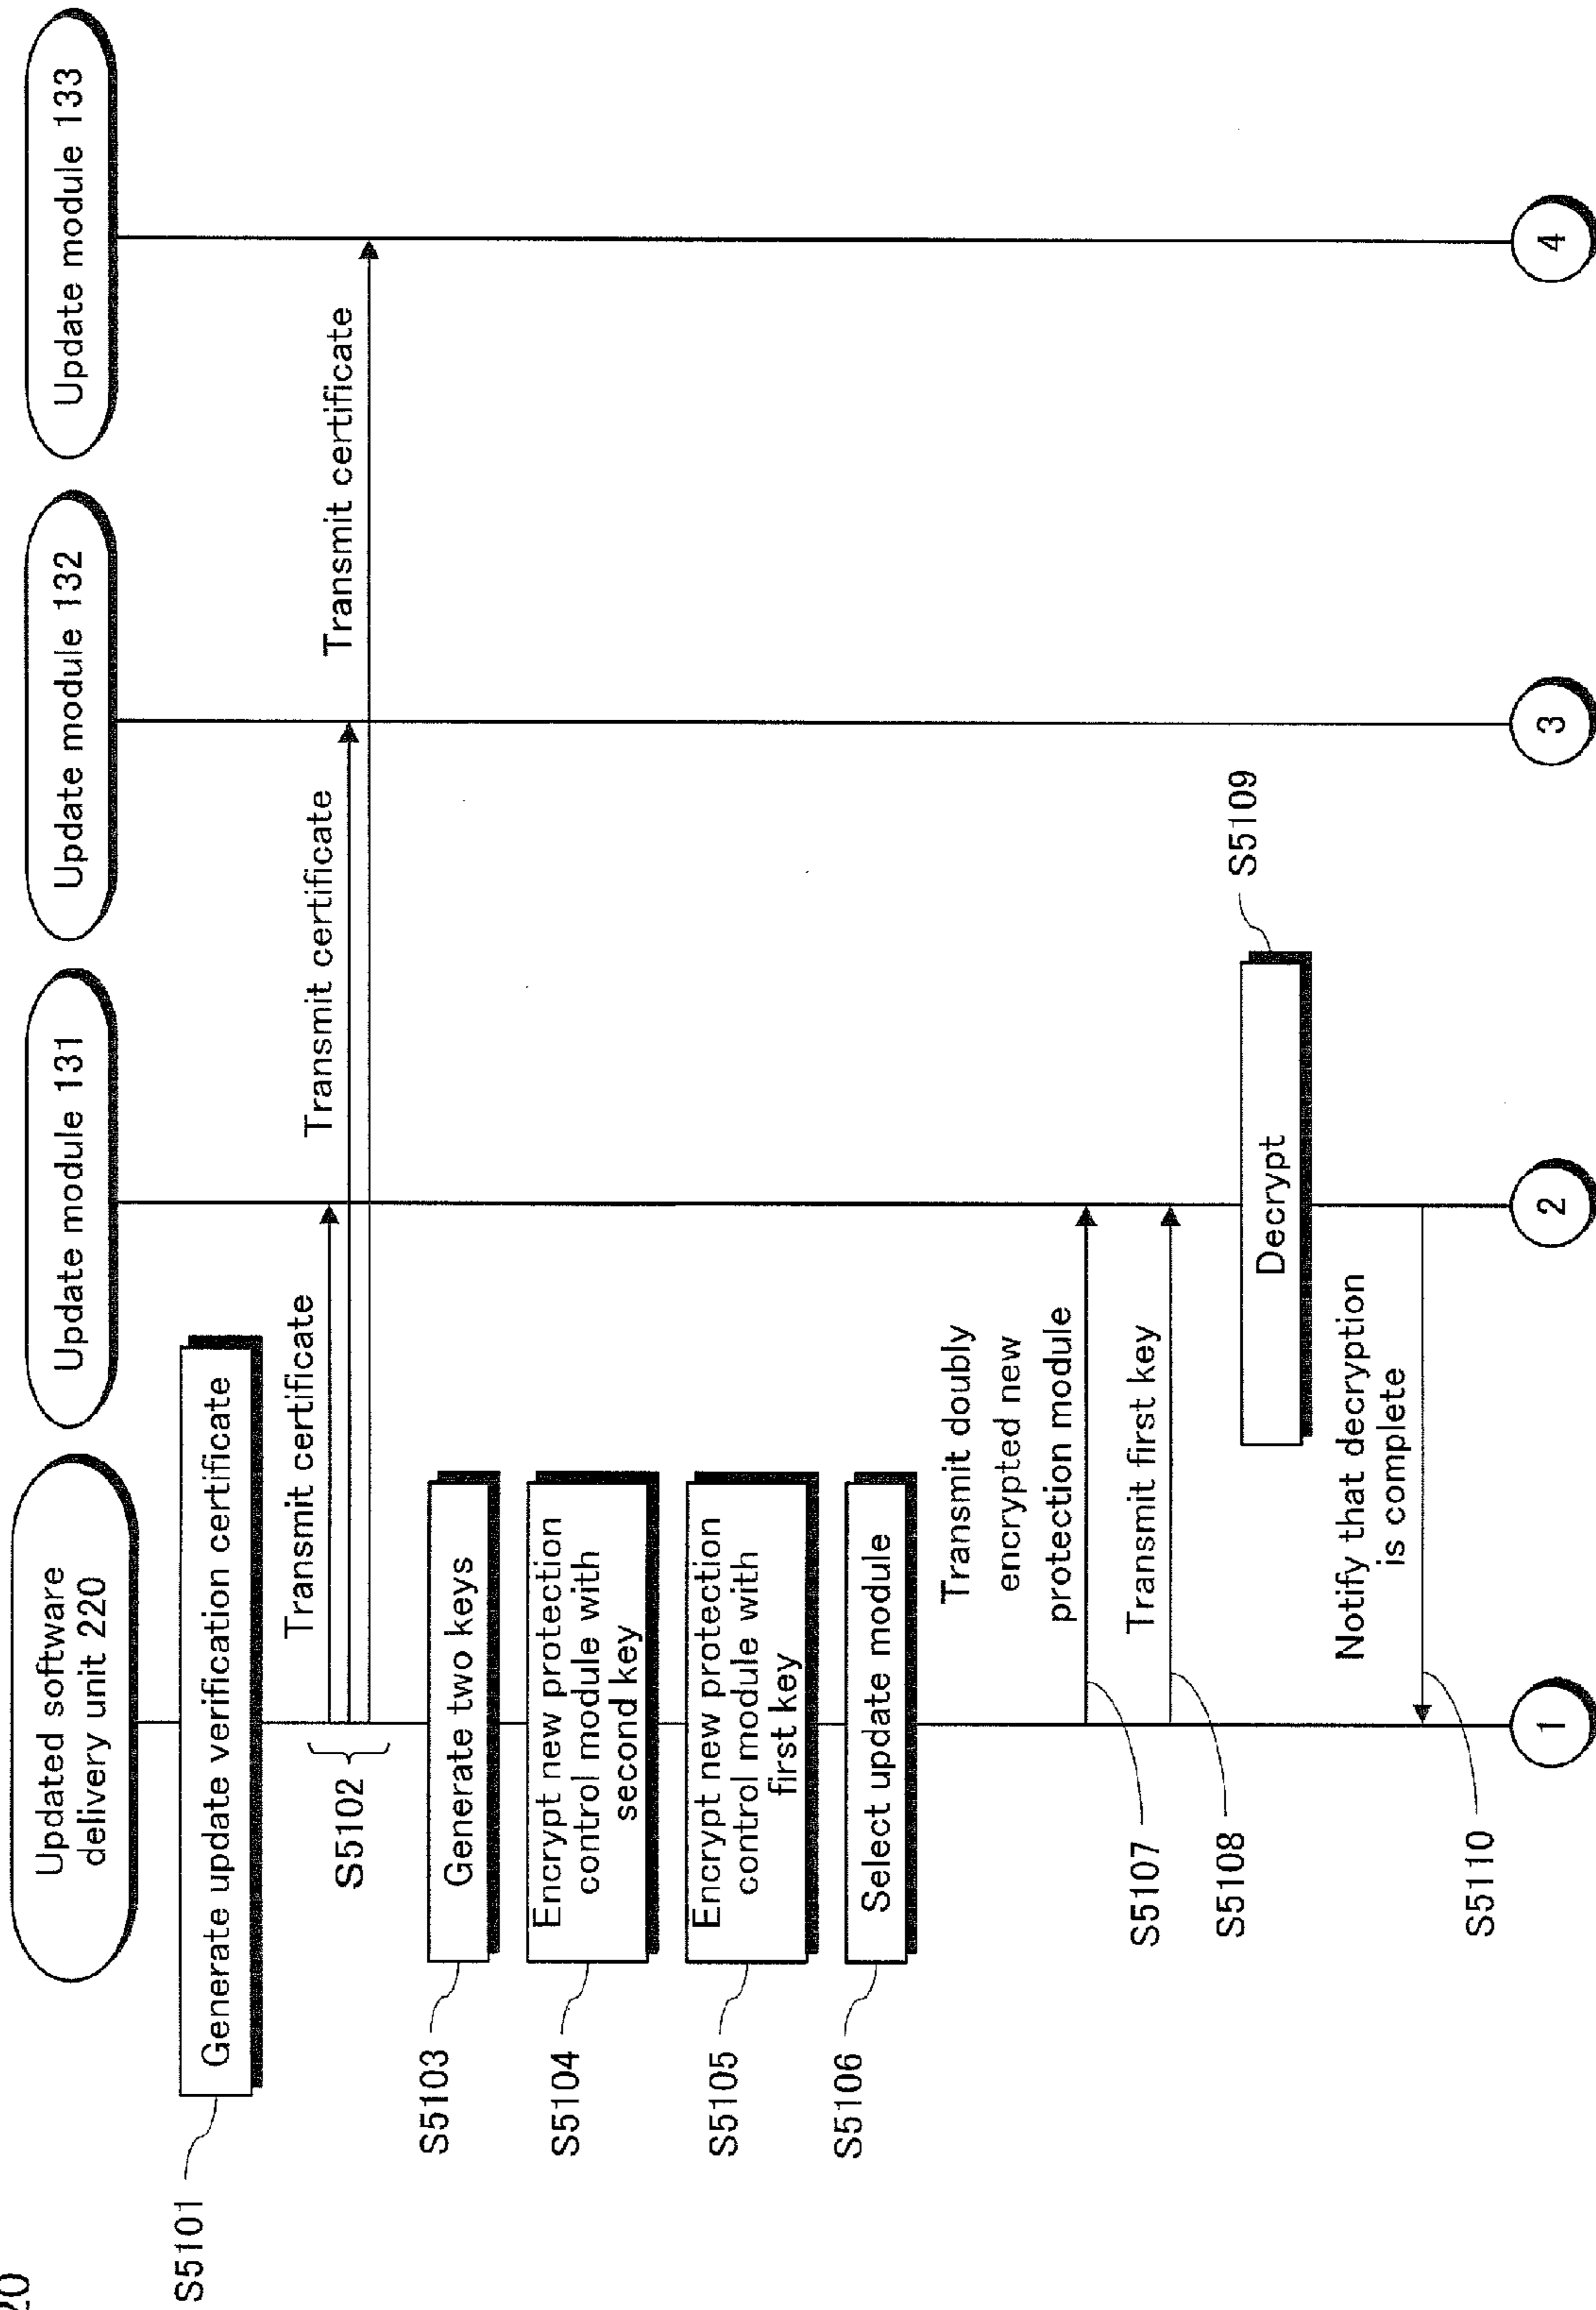 20
Updated software
delivery unit 220
Update module 131
Update module 132
Update module 133
S5101
Generate update verification certificate
S5102
Transmit certificate
Transmit certificate
Transmit certificate
S5103
Generate two keys
S5104
Encrypt new protection
control module with
second key
S5105
Encrypt new protection
control module with
first key
S5106
Select update module
Transmit doubly
encrypted new
protection module
S5107
Transmit first key
S5108
Decrypt
S5109
Notify that decryption
is complete
S5110
1
2
3
4